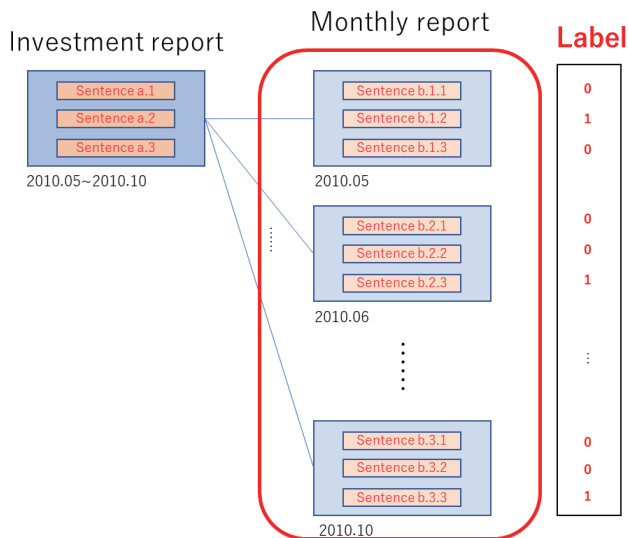 Investment report
Monthly report
Label
Sentence a.1
Sentence a.2
Sentence a.3
2010.05~2010.10
Sentence b.1.1
Sentence b.1.2
Sentence b.1.3
2010.05
0
1
0
Sentence b.2.1
Sentence b.2.2
Sentence b.2.3
2010.06
0
0
1
Sentence b.3.1
Sentence b.3.2
Sentence b.3.3
2010.10
0
0
1